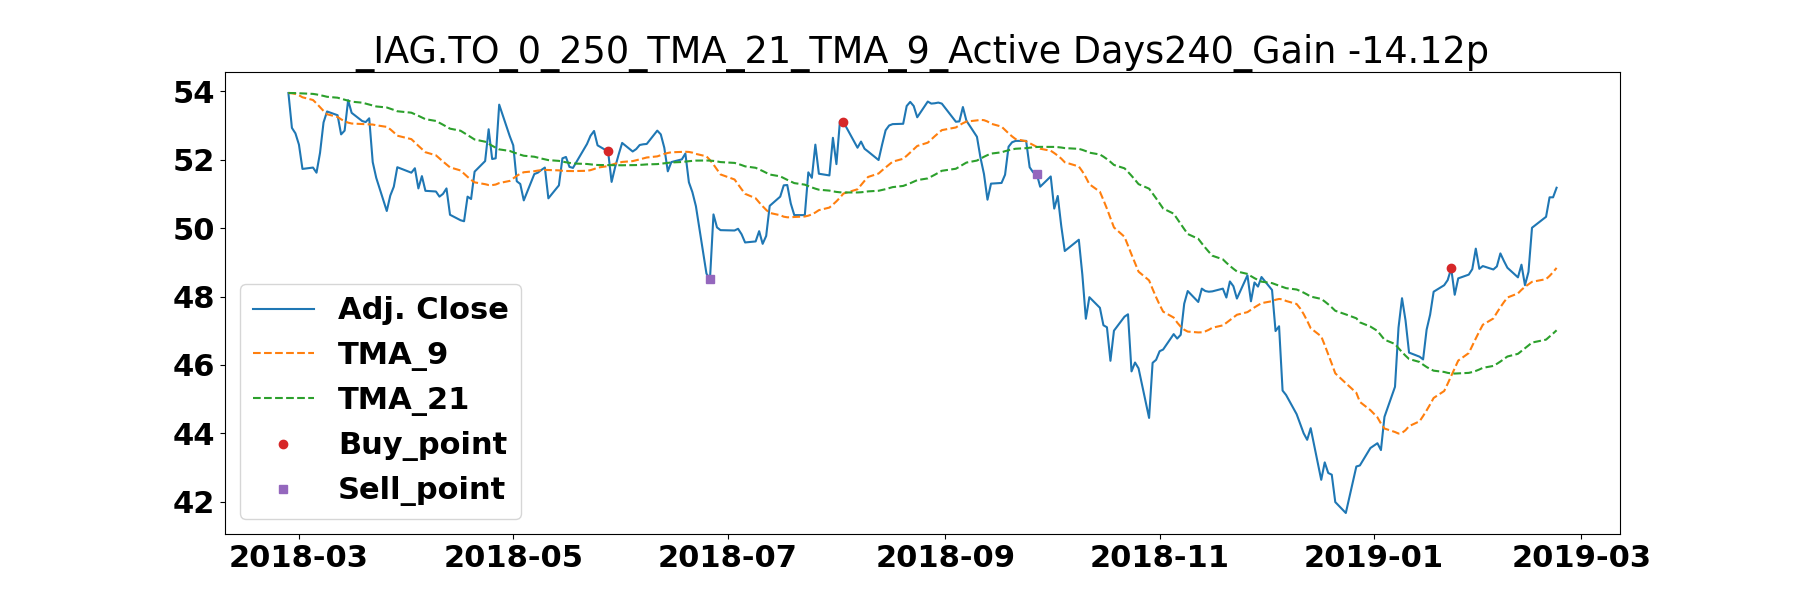 _IAG.TO_0_250_TMA_21_TMA_9_Active Days240_Gain -14.12p
54
52
50
48
46
44
42
Adj. Close
TMA_9
TMA_21
Buy_point
Sell_point
2018-03 2018-05 2018-07 2018-09 2018-11 2019-01 2019-03